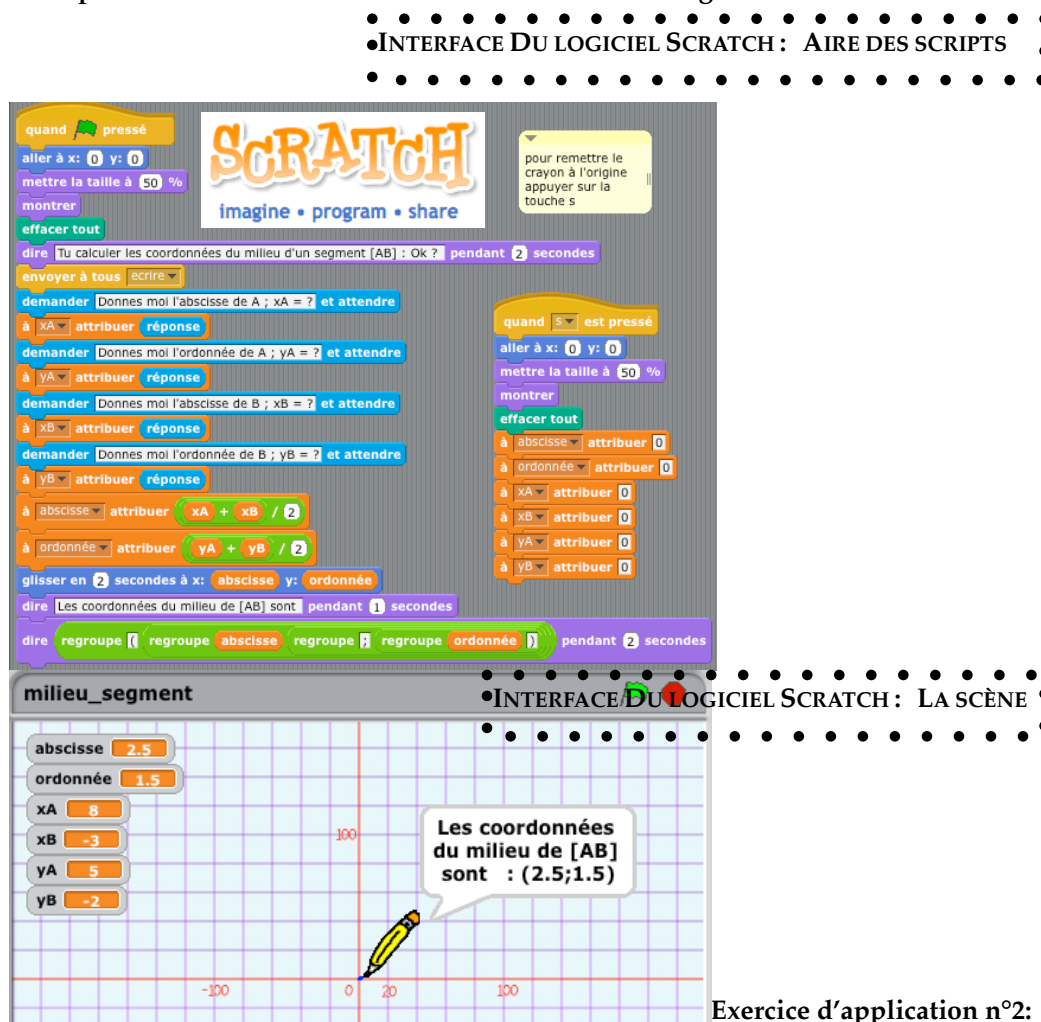 INTERFACE DU LOGICIEL SCRATCH : AIRE DES SCRIPTS
quand pressé
aller à x: 0 y: 0
mettre la taille à 50 %
montrer
effacer tout
dire Tu calculer les coordonnées du milieu d'un segment [AB] : Ok ? pendant 2 secondes
envoyer à tous ecrire
demander Donnes moi l'abscisse de A ; xA = ? et attendre
à xA attribuer réponse
demander Donnes moi l'ordonnée de A ; yA = ? et attendre
à yA attribuer réponse
demander Donnes moi l'abscisse de B ; xB = ? et attendre
à xB attribuer réponse
demander Donnes moi l'ordonnée de B ; yB = ? et attendre
à yB attribuer réponse
à abscisse attribuer xA + xB / 2
à ordonnée attribuer yA + yB / 2
glisser en 2 secondes à x: abscisse y: ordonnée
dire Les coordonnées du milieu de [AB] sont pendant 1 secondes
dire regroupe ( regroupe abscisse regroupe ; regroupe ordonnée ) pendant 2 secondes
SCRATCH
imagine • program • share
pour remettre le
crayon à l'origine
appuyer sur la
touche s
quand s est pressé
aller à x: 0 y: 0
mettre la taille à 50 %
montrer
effacer tout
à abscisse attribuer 0
à ordonnée attribuer 0
à xA attribuer 0
à xB attribuer 0
à yA attribuer 0
à yB attribuer 0
INTERFACE DU LOGICIEL SCRATCH : LA SCÈNE
milieu_segment
abscisse 2.5
ordonnée 1.5
xA 8
xB -3
yA 5
yB -2
100
Les coordonnées
du milieu de [AB]
sont : (2.5;1.5)
-100 0 20 100
Exercice d'application n°2: